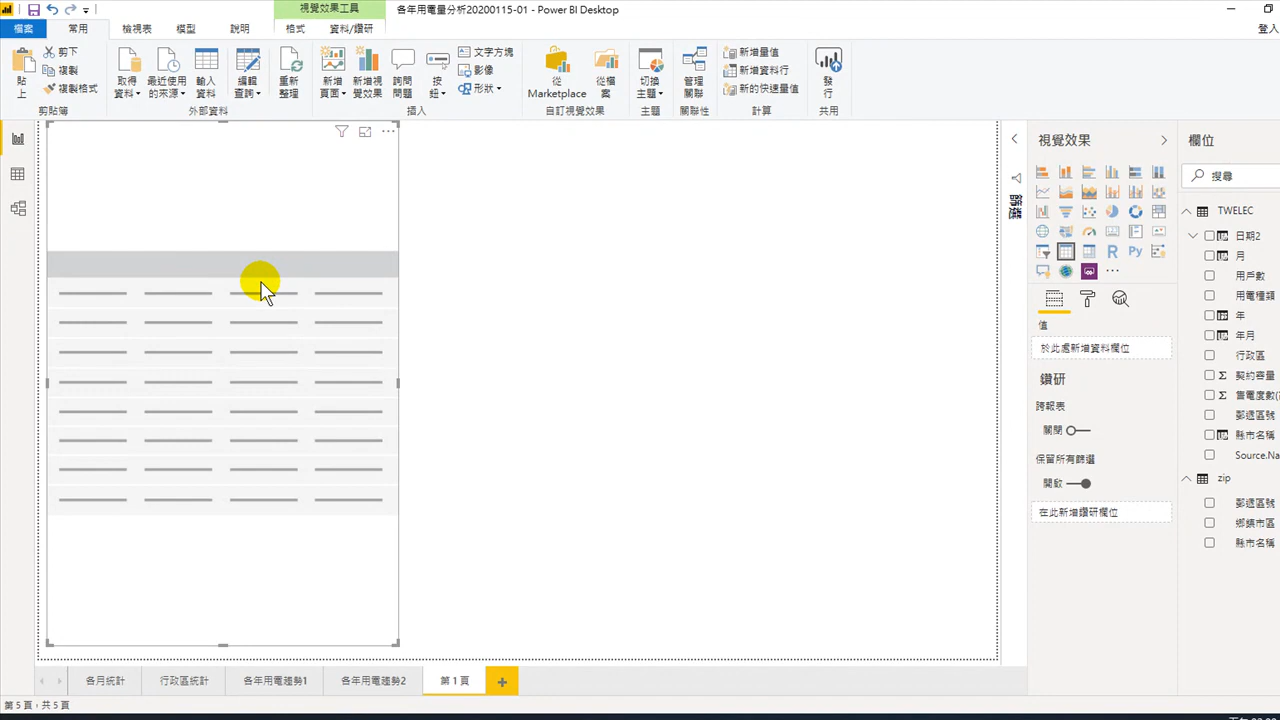 各年用電量分析20200115-01 - Power BI Desktop
視覺效果工具
登入
檔案
常用
檢視表
模型
說明
格式
資料/鑽研
貼上
剪下
複製
複製格式
剪貼簿
取得資料
最近使用的來源
輸入資料
編輯查詢
重新整理
外部資料
新增頁面
新增視覺效果
詢問問題
按鈕
文字方塊
影像
形狀
插入
從 Marketplace
從檔案
自訂視覺效果
切換主題
主題
管理關聯
關聯性
新增量值
新增資料行
新的快速量值
計算
發行
共用
篩選
視覺效果
值
於此處新增資料欄位
鑽研
跨報表
關閉
保留所有篩選
開啟
在此新增鑽研欄位
欄位
搜尋
TWELEC
日期2
月
用戶數
用電種類
年
年月
行政區
契約容量
售電度數(
郵遞區號
縣市名稱
Source.Na
zip
郵遞區號
鄉鎮市區
縣市名稱
各月統計
行政區統計
各年用電趨勢1
各年用電趨勢2
第 1 頁
第 5 頁，共 5 頁